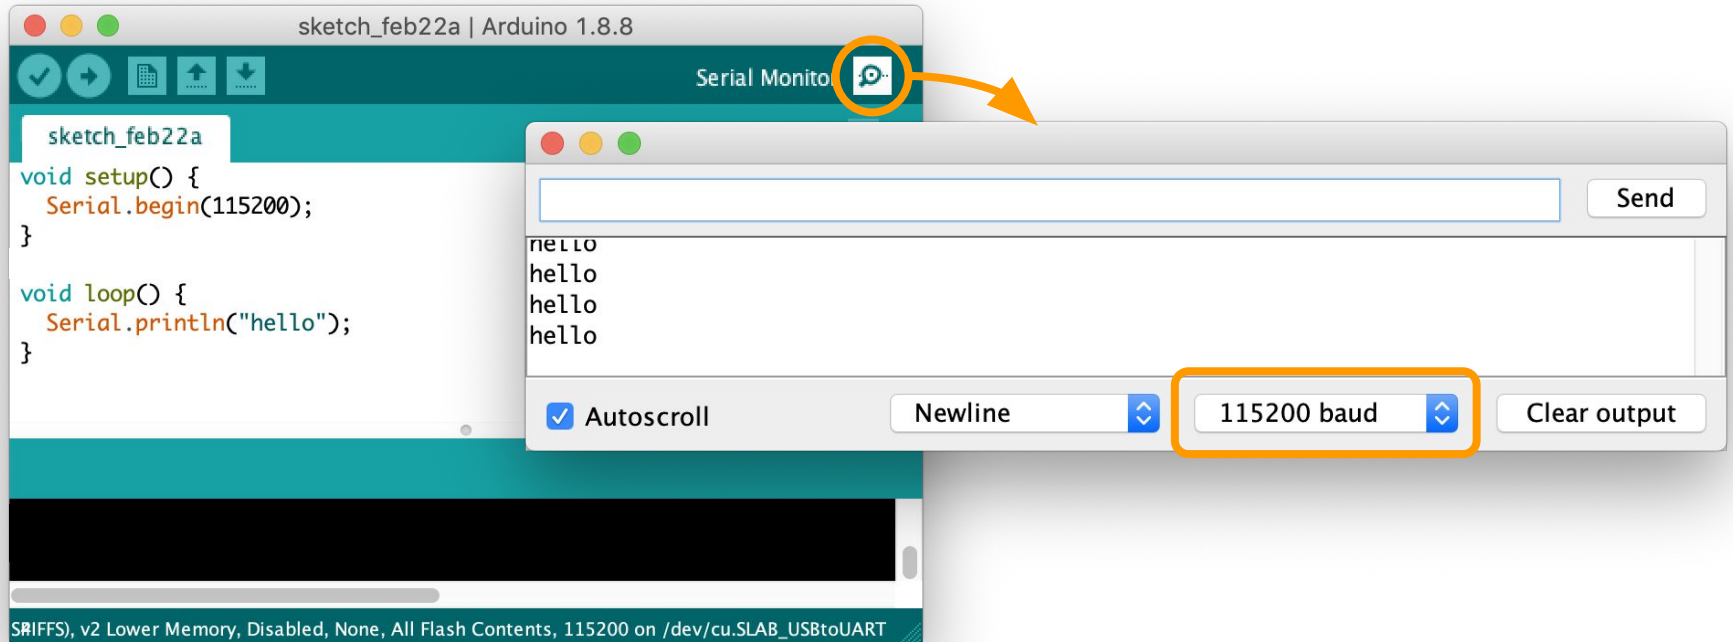 sketch_feb22a | Arduino 1.8.8
Serial Monitor
sketch_feb22a
void setup() {
Serial.begin(115200);
}
void loop() {
Serial.println("hello");
}
Send
hello
hello
hello
hello
Autoscroll
Newline
115200 baud
Clear output
IFFS), v2 Lower Memory, Disabled, None, All Flash Contents, 115200 on /dev/cu.SLAB_USBtoUART